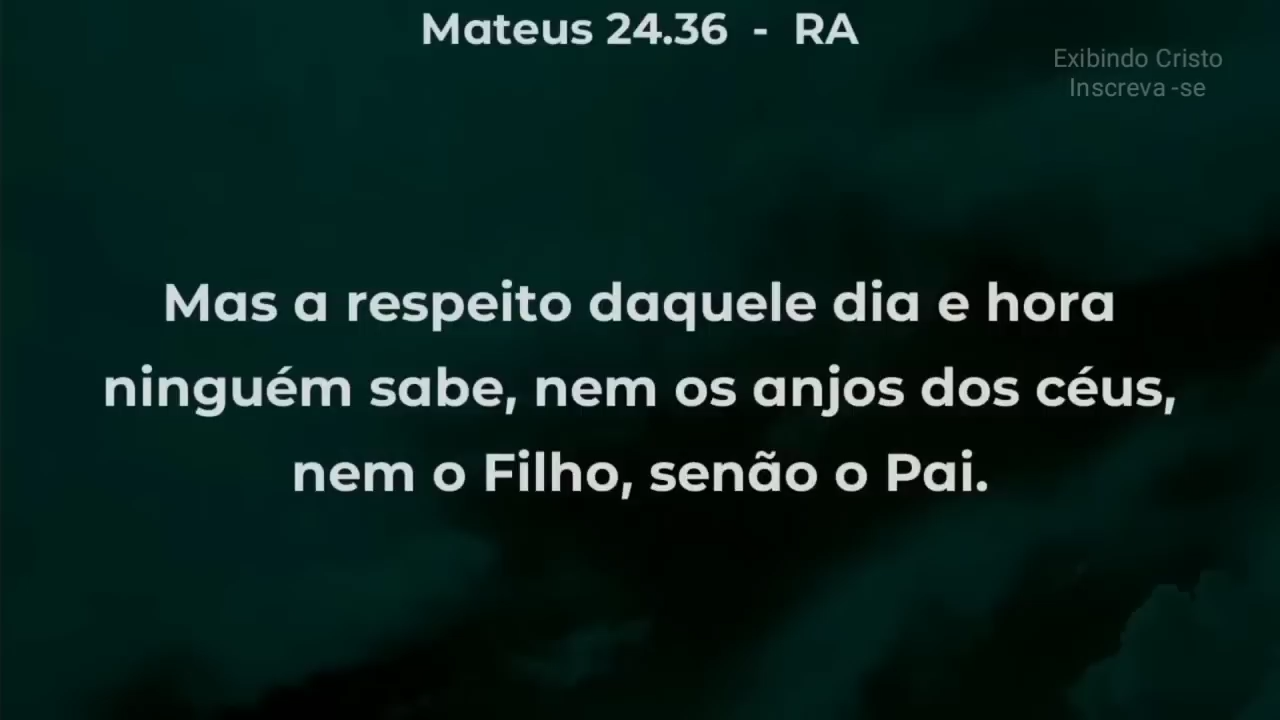 Mateus 24.36 - RA
Exibindo Cristo
Inscreva -se
Mas a respeito daquele dia e hora
ninguém sabe, nem os anjos dos céus,
nem o Filho, senão o Pai.